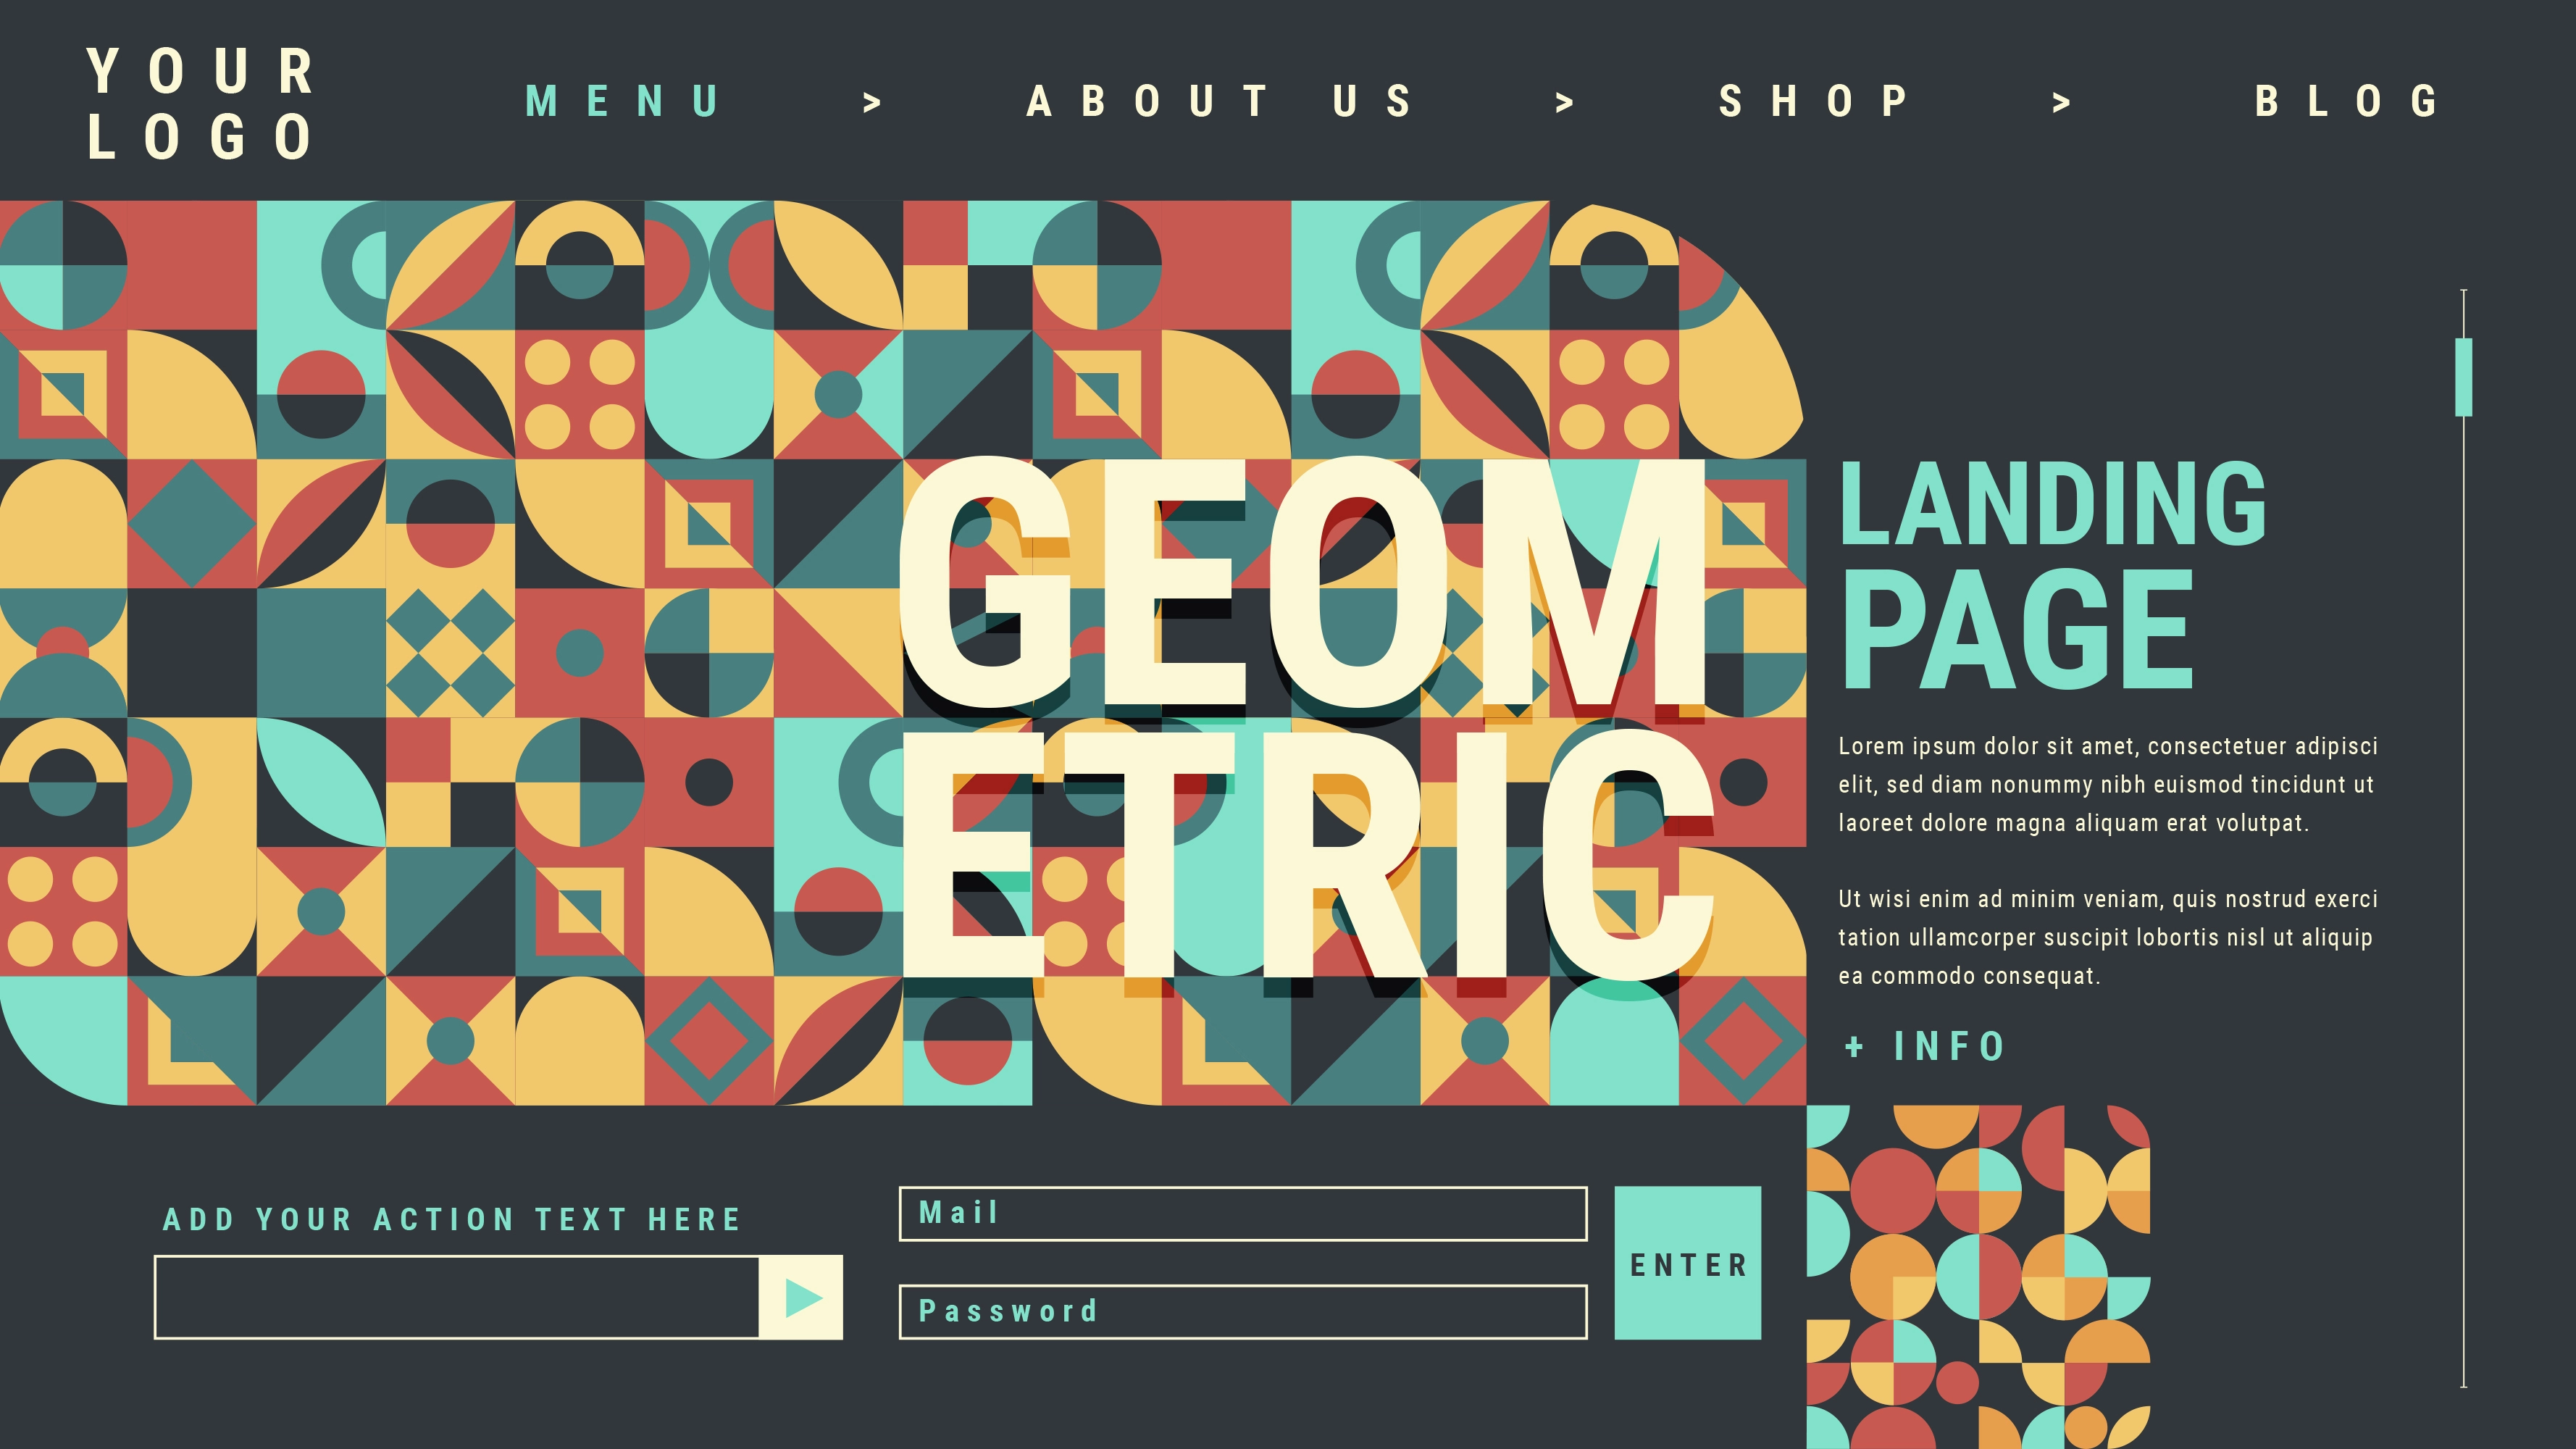 YOUR
LOGO
MENU > ABOUT US > SHOP > BLOG
GEOM
ETRIC
LANDING
PAGE
Lorem ipsum dolor sit amet, consectetuer adipisci
elit, sed diam nonummy nibh euismod tincidunt ut
laoreet dolore magna aliquam erat volutpat.
Ut wisi enim ad minim veniam, quis nostrud exerci
tation ullamcorper suscipit lobortis nisl ut aliquip
ea commodo consequat.
+ INFO
ADD YOUR ACTION TEXT HERE
Mail
Password
ENTER